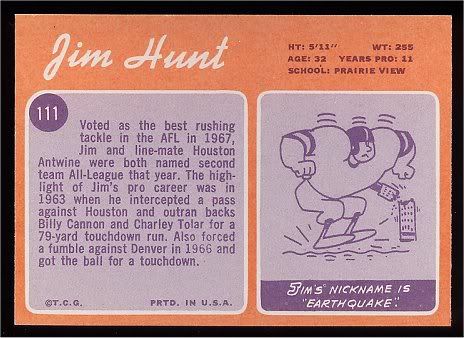 Jim Hunt
HT: 5'11" WT: 255
AGE: 32 YEARS PRO: 11
SCHOOL: PRAIRIE VIEW
111
Voted as the best rushing
tackle in the AFL in 1967,
Jim and line-mate Houston
Antwine were both named second
team All-League that year. The high-
light of Jim's pro career was in
1963 when he intercepted a pass
against Houston and outran backs
Billy Cannon and Charley Tolar for a
79-yard touchdown run. Also forced
a fumble against Denver in 1966 and
got the ball for a touchdown.
©T.C.G. PRTD. IN U.S.A.
JIM'S NICKNAME IS
"EARTHQUAKE".